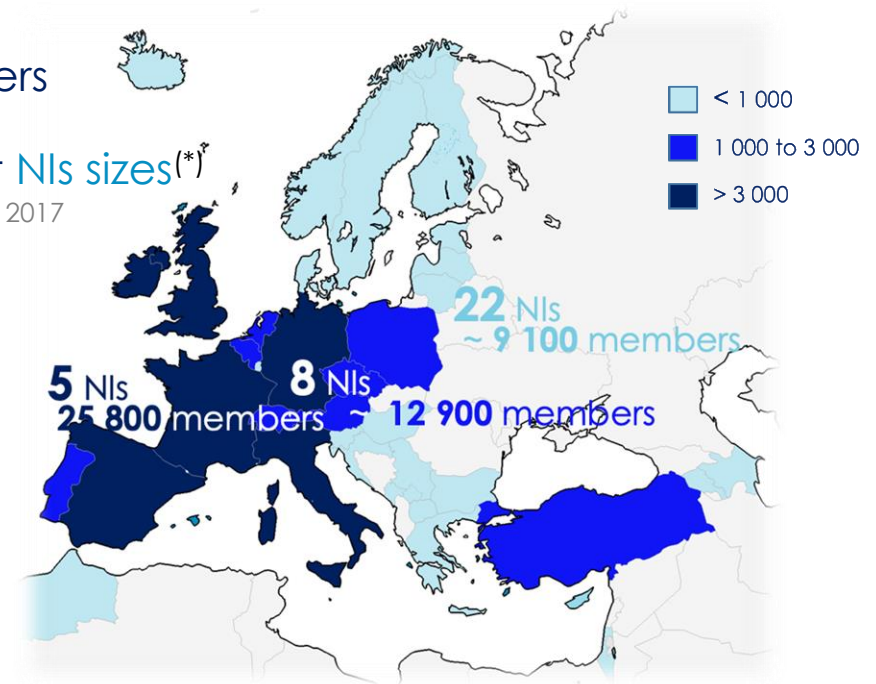 ers
r NIs sizes(*)
2017
< 1 000
1 000 to 3 000
> 3 000
22 NIs
~ 9 100 members
5 NIs
25 800 members
8 NIs
~ 12 900 members